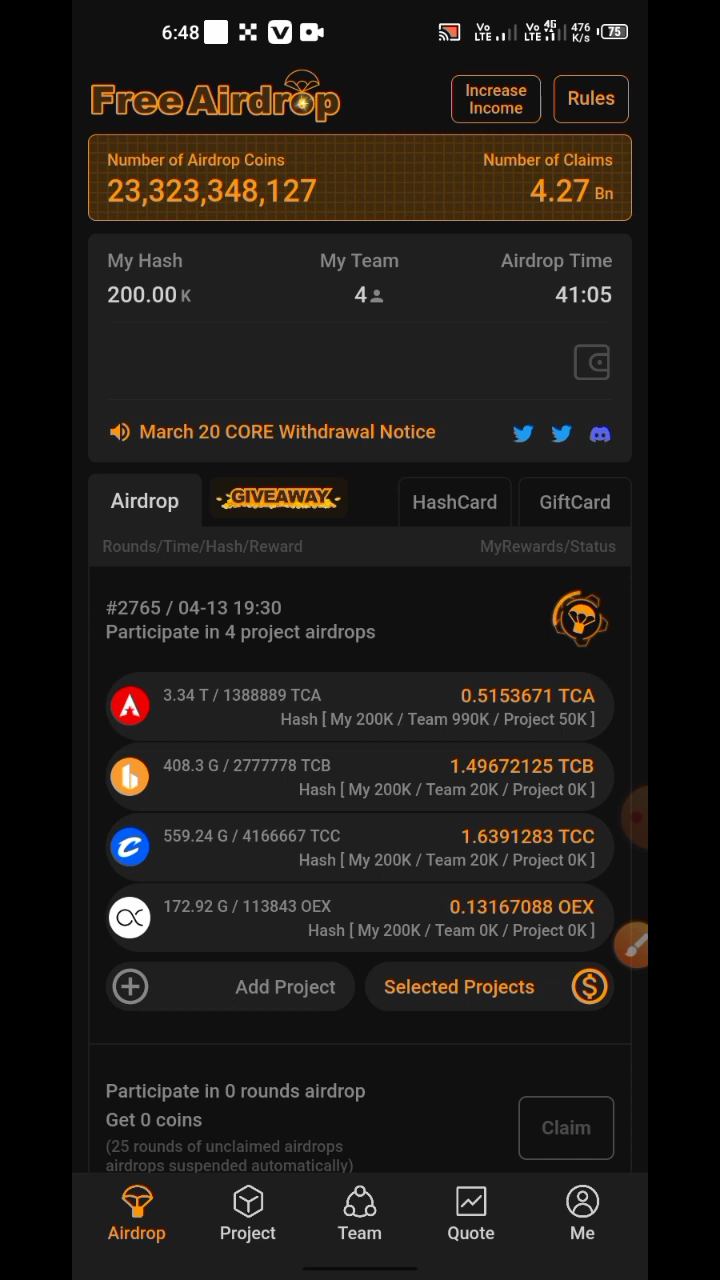 6:48
Vo LTE Vo LTE 4G 476 K/s 75
Free Airdrop
Increase Income
Rules
Number of Airdrop Coins
Number of Claims
23,323,348,127
4.27 Bn
My Hash
My Team
Airdrop Time
200.00 K
4
41:05
March 20 CORE Withdrawal Notice
Airdrop
GIVEAWAY
HashCard
GiftCard
Rounds/Time/Hash/Reward
MyRewards/Status
#2765 / 04-13 19:30
Participate in 4 project airdrops
3.34 T / 1388889 TCA
0.5153671 TCA
Hash [ My 200K / Team 990K / Project 50K ]
408.3 G / 2777778 TCB
1.49672125 TCB
Hash [ My 200K / Team 20K / Project 0K ]
559.24 G / 4166667 TCC
1.6391283 TCC
Hash [ My 200K / Team 20K / Project 0K ]
172.92 G / 113843 OEX
0.13167088 OEX
Hash [ My 200K / Team 0K / Project 0K ]
Add Project
Selected Projects
Participate in 0 rounds airdrop
Get 0 coins
(25 rounds of unclaimed airdrops
airdrops suspended automatically)
Claim
Airdrop
Project
Team
Quote
Me